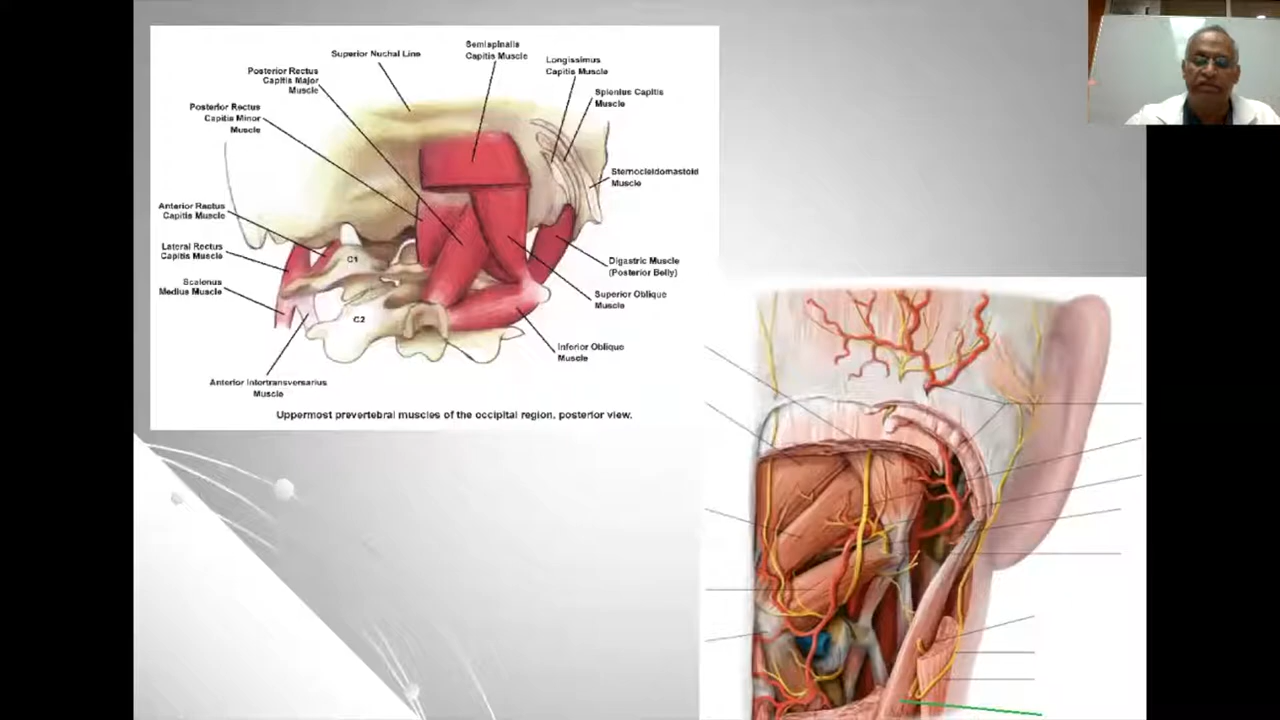 Superior Nuchal Line
Semispinalis
Capitis Muscle
Longissimus
Capitis Muscle
Posterior Rectus
Capitis Major
Muscle
Splenius Capitis
Muscle
Posterior Rectus
Capitis Minor
Muscle
Sternocleidomastoid
Muscle
Anterior Rectus
Capitis Muscle
Lateral Rectus
Capitis Muscle
C1
Digastric Muscle
(Posterior Belly)
Scalenus
Medius Muscle
Superior Oblique
Muscle
C2
Inferior Oblique
Muscle
Anterior Intertransversarius
Muscle
Uppermost prevertebral muscles of the occipital region, posterior view.